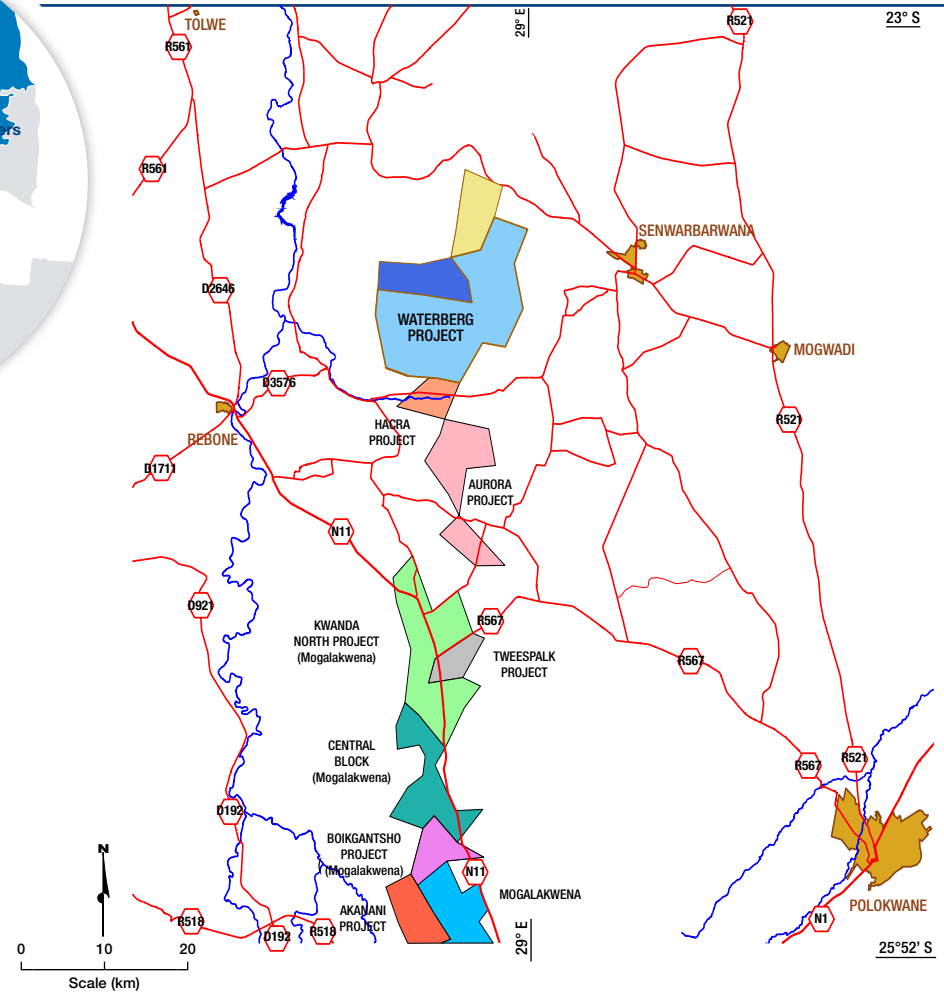 TOLWE
R561
29° E
R521
23° S
ers
R561
SENWARBARWANA
D2646
WATERBERG
PROJECT
MOGWADI
D3576
REBONE
HACRA
PROJECT
R521
D1711
AURORA
PROJECT
N11
D921
R567
KWANDA
NORTH PROJECT
(Mogalakwena)
TWEESPALK
PROJECT
R567
CENTRAL
BLOCK
(Mogalakwena)
R567
R521
D192
BOIKGANTSHO
PROJECT
(Mogalakwena)
N
N11
MOGALAKWENA
AKANANI
PROJECT
POLOKWANE
R518
D192
R518
29° E
N1
25°52' S
0 10 20
Scale (km)